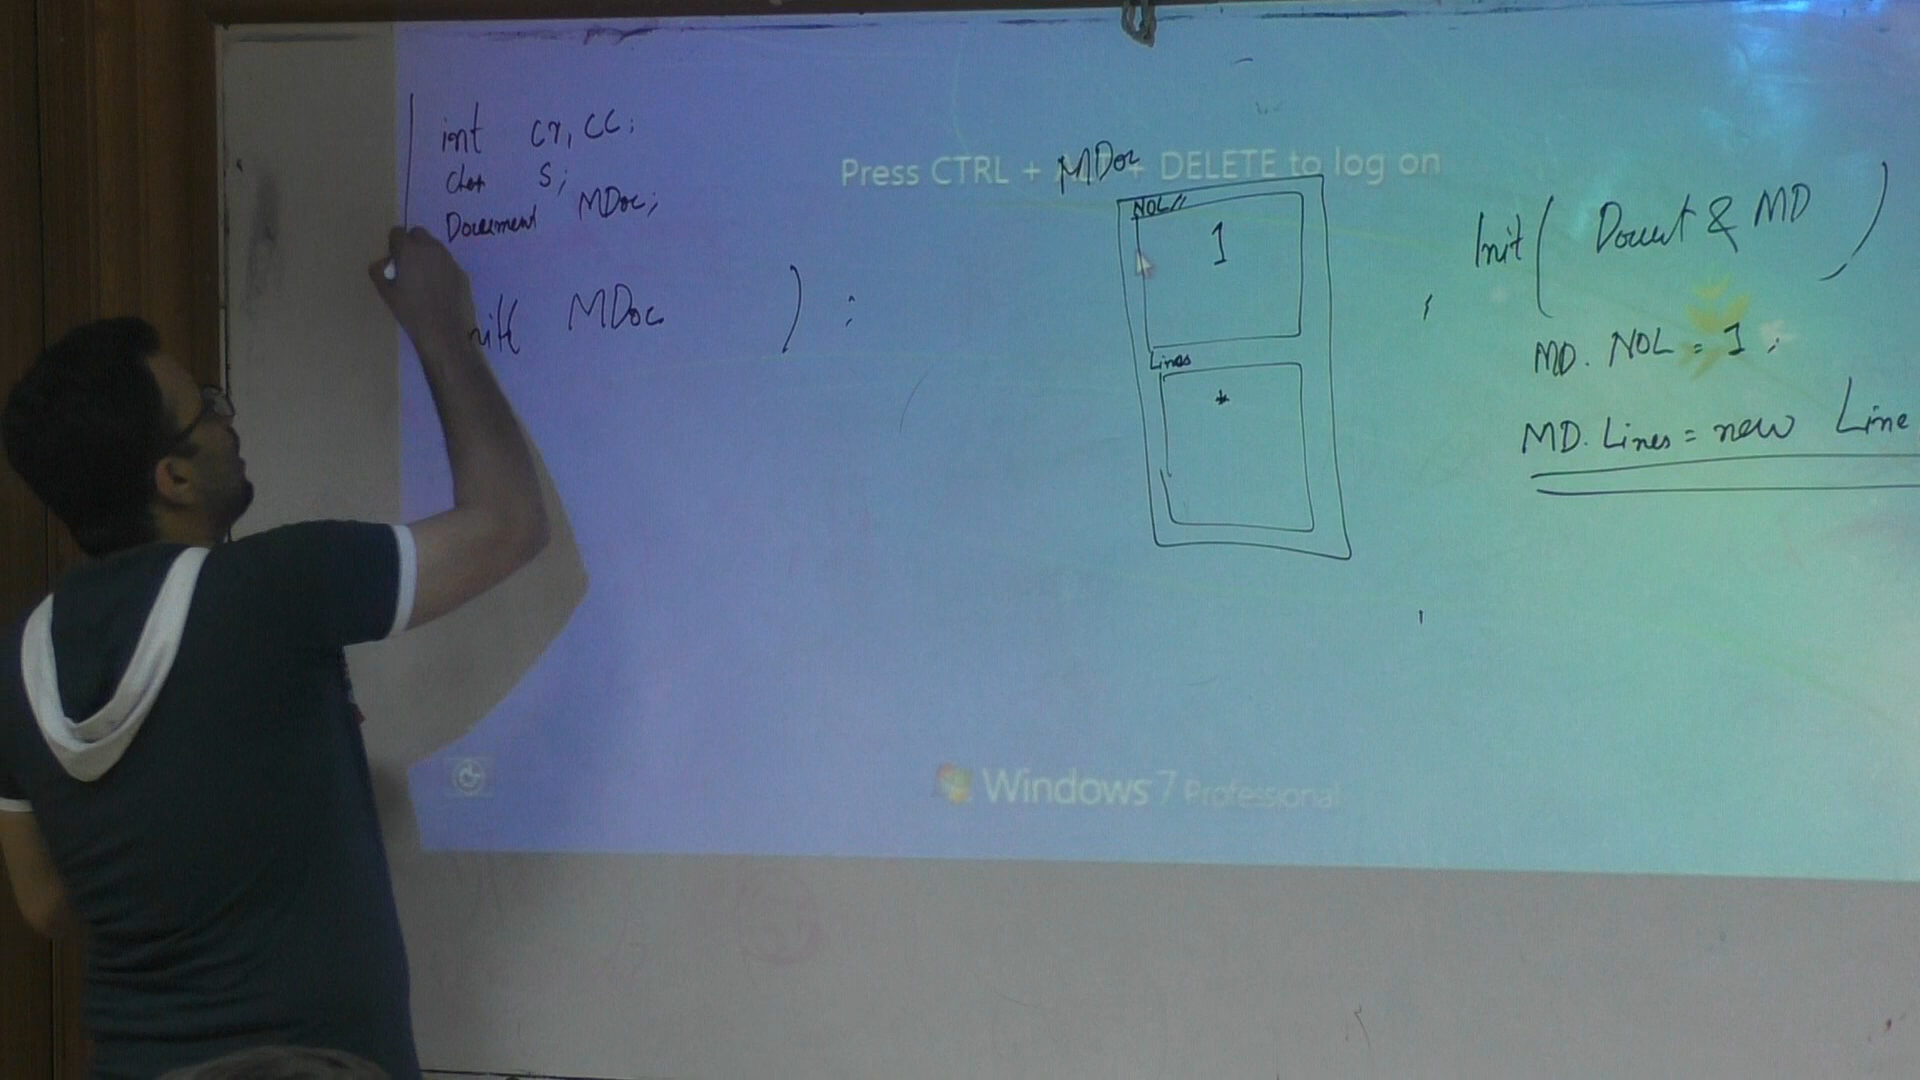 int cr, cc;
char s;
Document MDoc;
nit( MDoc ) ;
Press CTRL + + DELETE to log on
MDoc
NOL
1
Lines
*
Init( Documt & MD )
MD. NOL = 1;
MD. Lines = new Line
Windows 7 Professional